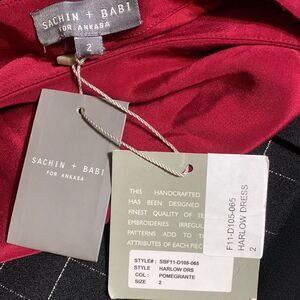 SACHIN + BABI
FOR ANKASA
2
SACHIN + BABI
FOR ANKASA
THIS HANDCRAFTED
HAS BEEN DESIGNED
FINEST QUALITY OF TE
EMBROIDERIES IRREGUL
PATTERNS ADD TO T
ATTRIBUTES OF EACH PIEC
STYLE# : SBF11-D105-065
STYLE HARLOW DRS
COL : POMEGRANTE
SIZE 2
F11-D105-065
HARLOW DRESS
2